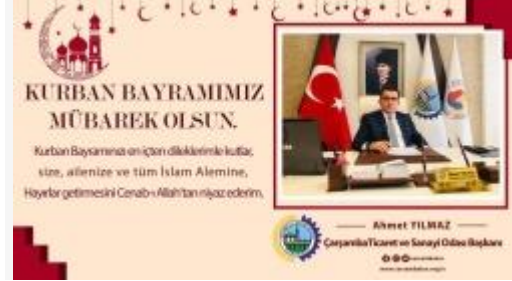 KURBAN BAYRAMIMIZ
MÜBAREK OLSUN.
Kurban Bayramınızı en içten dileklerimle kutlar,
size, ailenize ve tüm İslam Alemine,
Hayırlar getirmesini Cenab-ı Allah'tan niyaz ederim.
Ahmet YILMAZ
Çarşamba Ticaret ve Sanayi Odası Başkanı